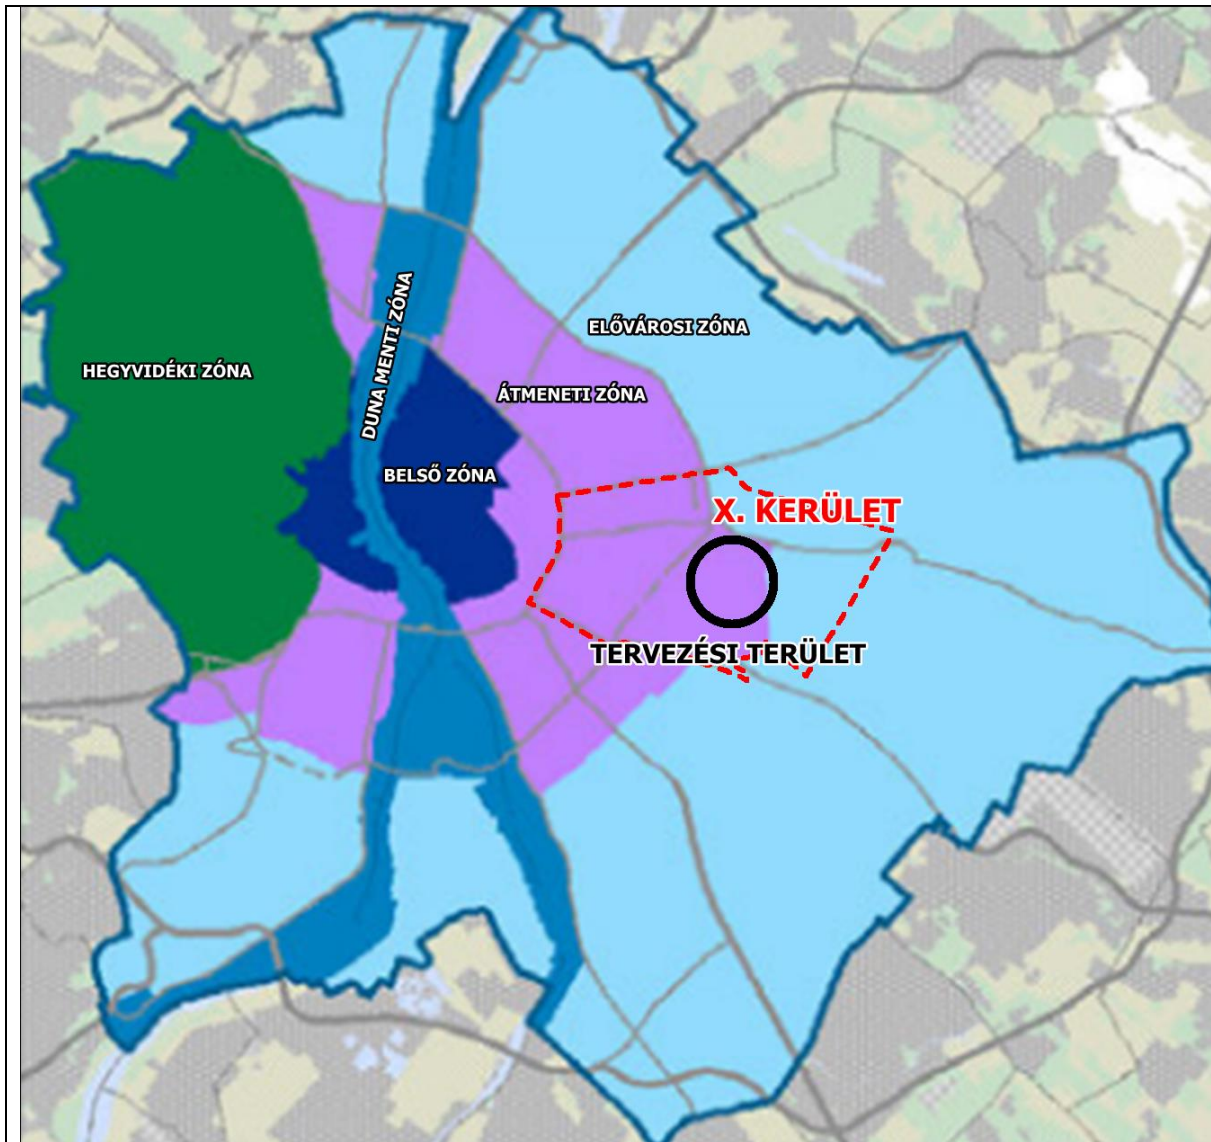 DUNA MENTI ZÓNA
ELŐVÁROSI ZÓNA
HEGYVIDÉKI ZÓNA
ÁTMENETI ZÓNA
BELSŐ ZÓNA
X. KERÜLET
TERVEZÉSI TERÜLET